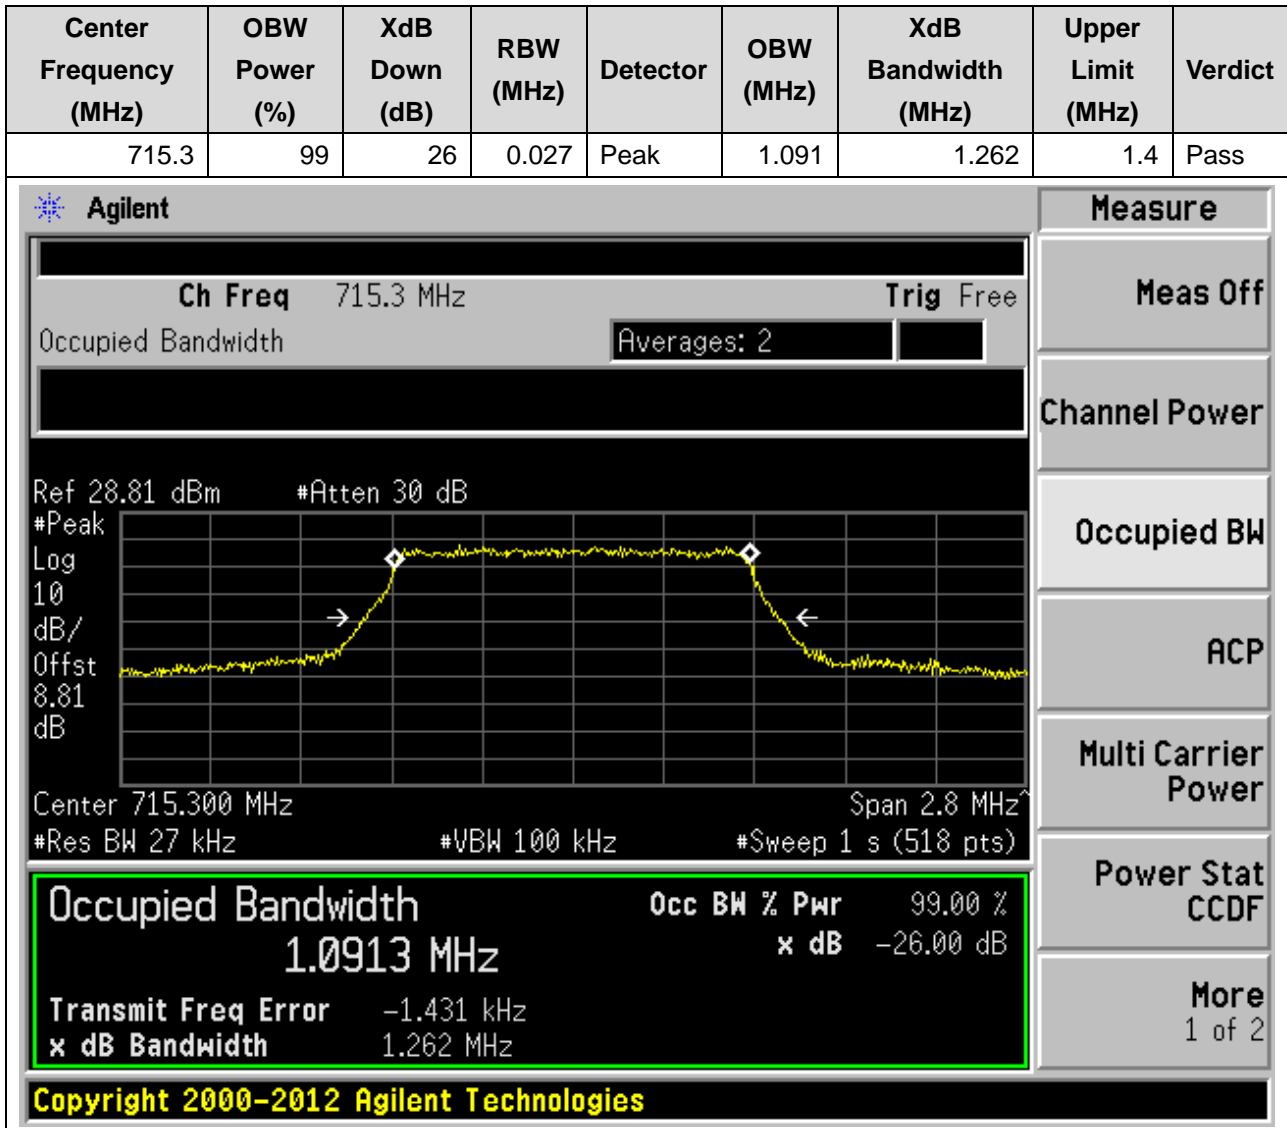 Center Frequency (MHz) OBW Power (%) XdB Down (dB) RBW (MHz) Detector OBW (MHz) XdB Bandwidth (MHz) Upper Limit (MHz) Verdict
715.3 99 26 0.027 Peak 1.091 1.262 1.4 Pass
Agilent
Measure
Ch Freq 715.3 MHz Trig Free
Occupied Bandwidth Averages: 2
Meas Off
Channel Power
Occupied BW
ACP
Multi Carrier
Power
Power Stat
CCDF
More
1 of 2
Ref 28.81 dBm #Atten 30 dB
#Peak
Log
10
dB/
Offst
8.81
dB
Center 715.300 MHz Span 2.8 MHz^
#Res BW 27 kHz #VBW 100 kHz #Sweep 1 s (518 pts)
Occupied Bandwidth Occ BW % Pwr 99.00 %
1.0913 MHz x dB -26.00 dB
Transmit Freq Error -1.431 kHz
x dB Bandwidth 1.262 MHz
Copyright 2000-2012 Agilent Technologies